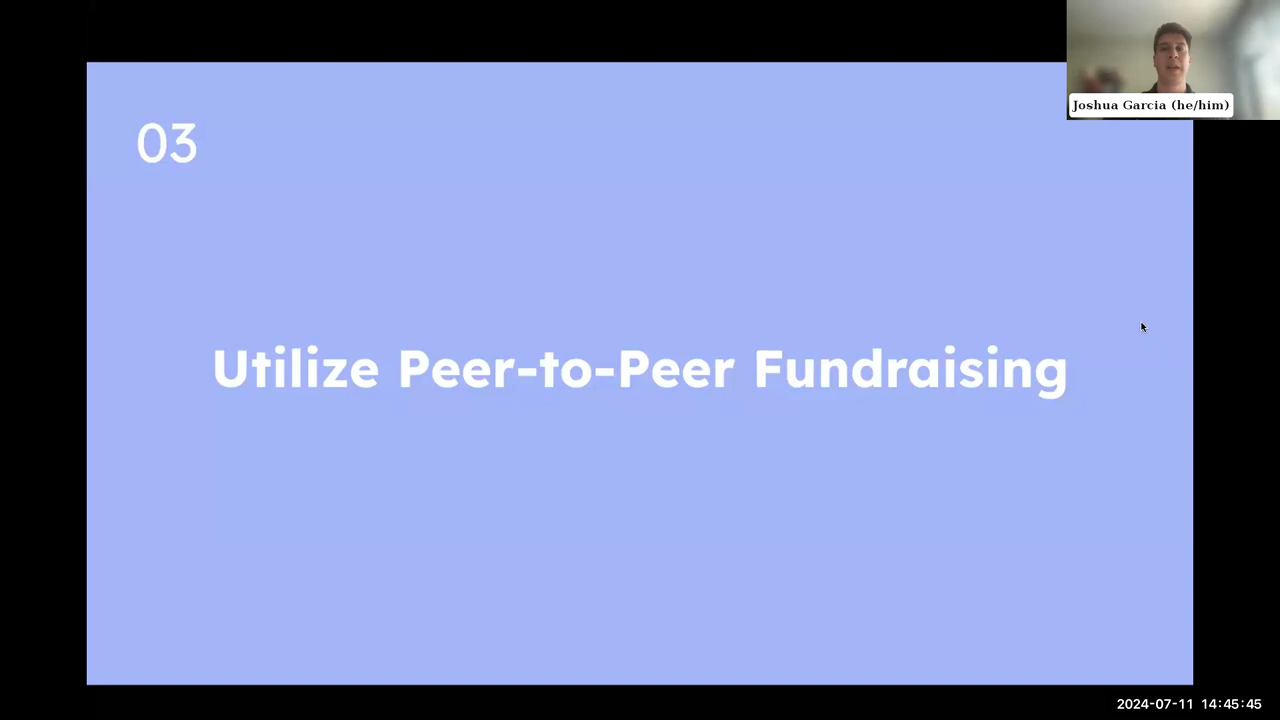 Joshua Garcia (he/him)
03
Utilize Peer-to-Peer Fundraising
2024-07-11 14:45:45